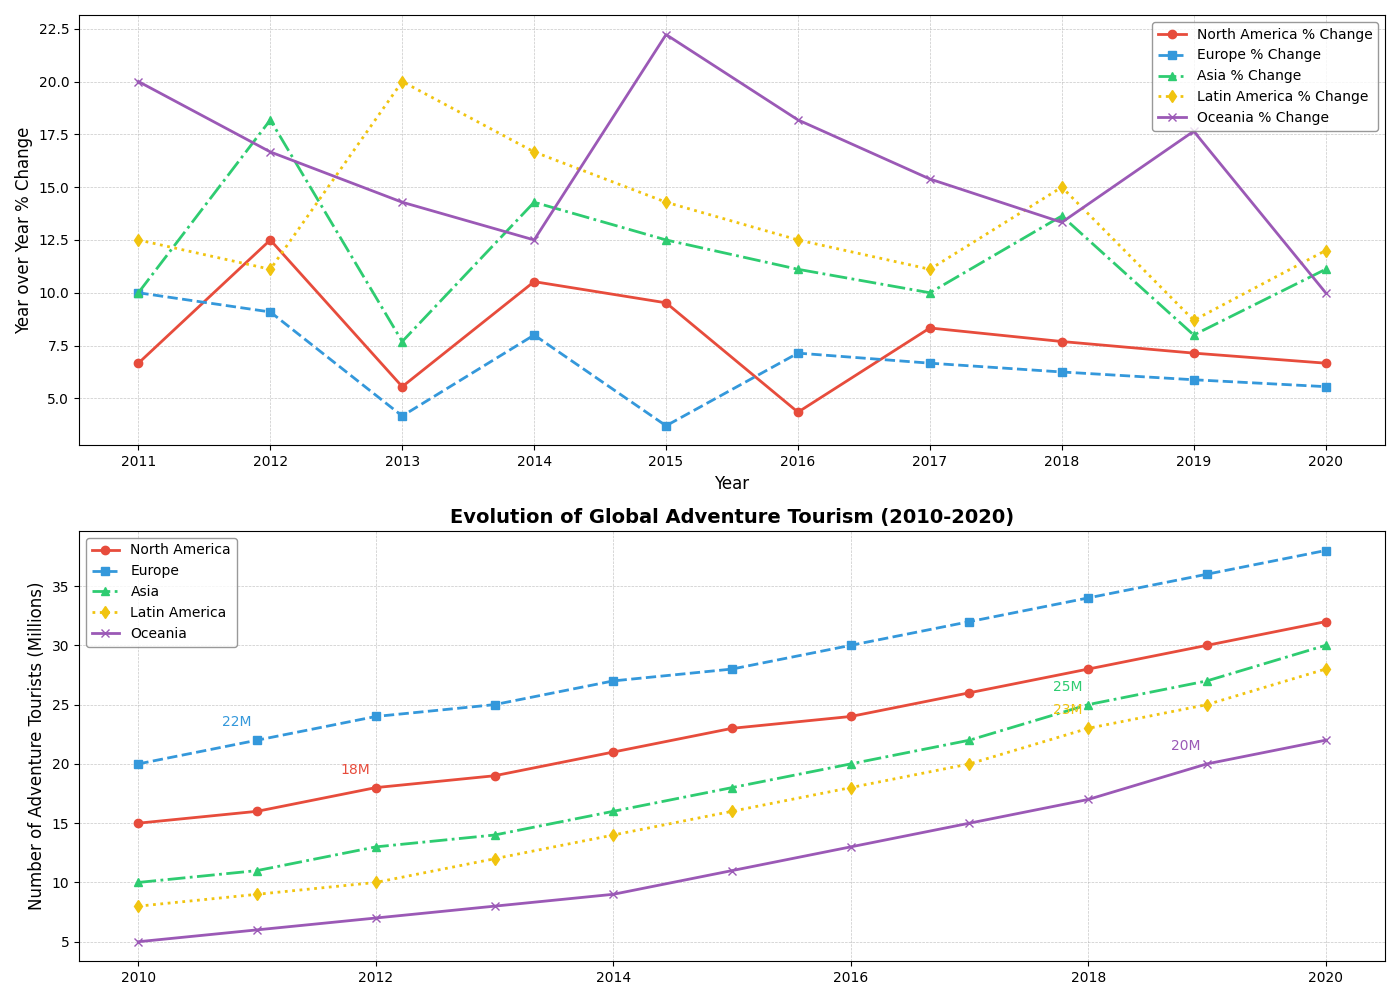 22.5
20.0
17.5
15.0
12.5
10.0
7.5
5.0
Year over Year % Change
North America % Change
Europe % Change
Asia % Change
Latin America % Change
Oceania % Change
2011 2012 2013 2014 2015 2016 2017 2018 2019 2020
Year
Evolution of Global Adventure Tourism (2010-2020)
35
30
25
20
15
10
5
Number of Adventure Tourists (Millions)
North America
Europe
Asia
Latin America
Oceania
25M
23M
22M
20M
18M
2010 2012 2014 2016 2018 2020